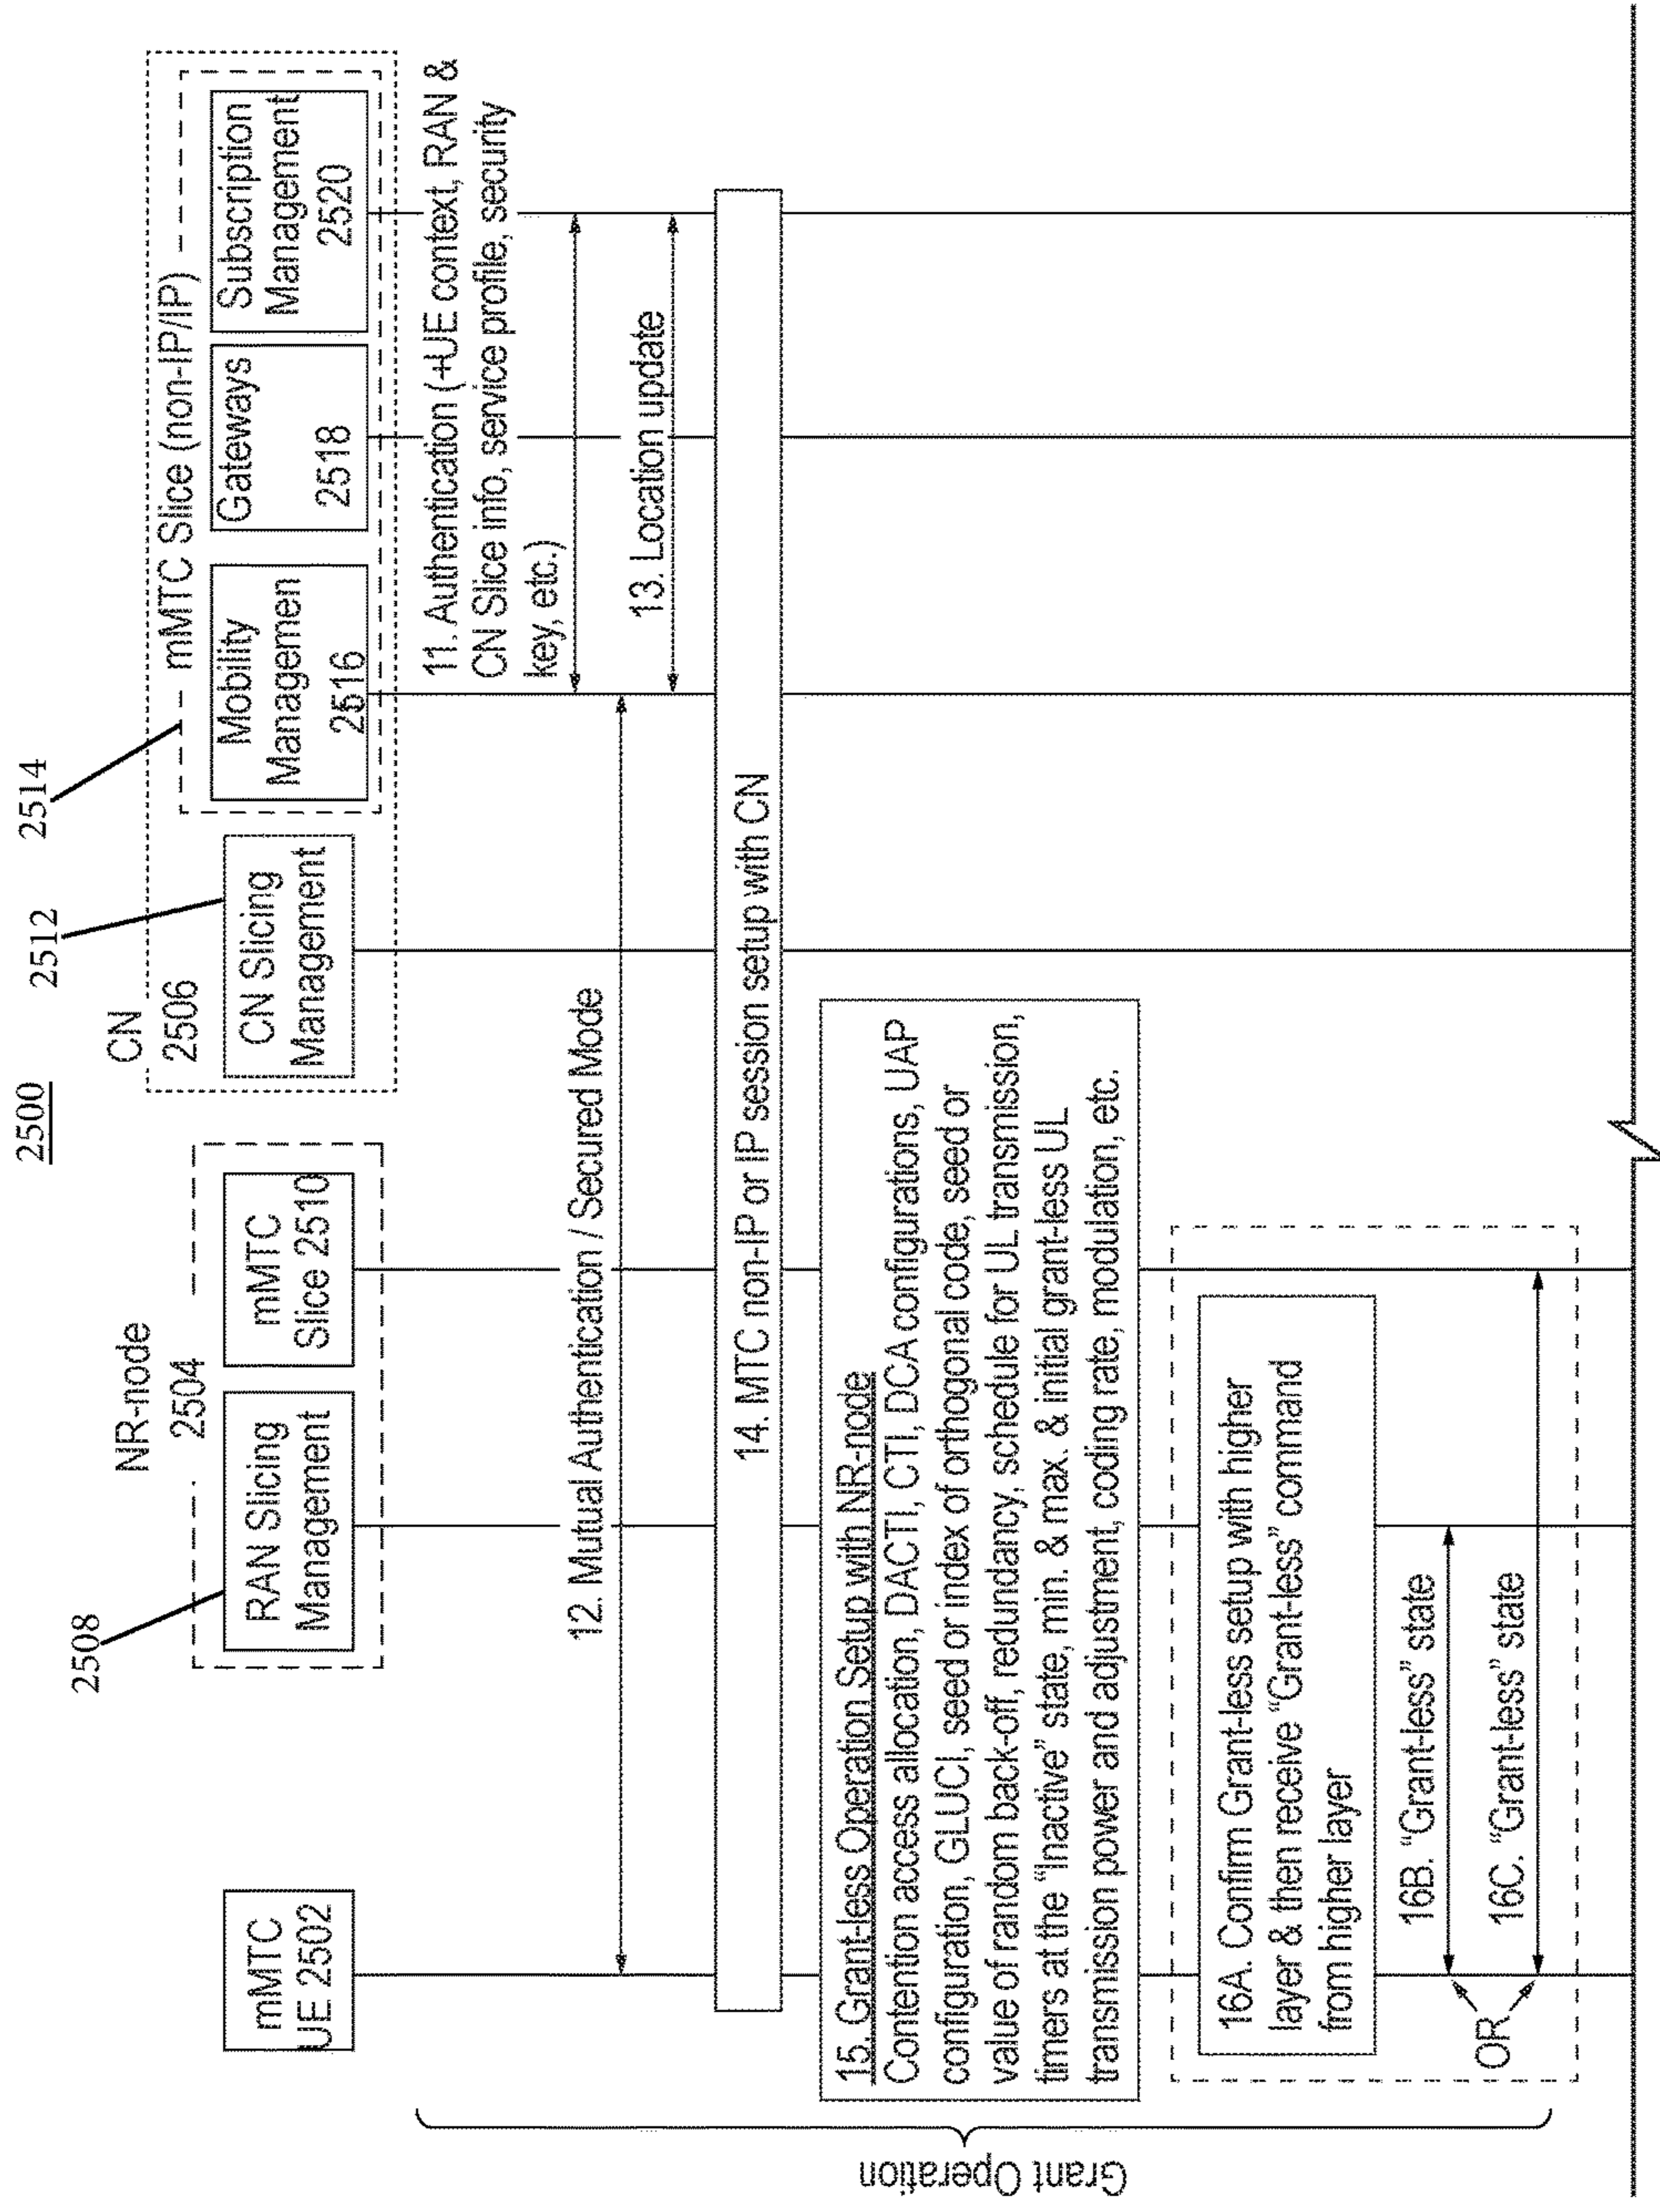 2500
2508
2512
2514
NR-node
2504
CN
2506
mMTC Slice (non-IP/IP)
mMTC
UE 2502
RAN Slicing
Management
mMTC
Slice 2510
CN Slicing
Management
Mobility
Managemen
2516
Gateways
2518
Subscription
Management
2520
11. Authentication (+UE context, RAN &
CN Slice info, service profile, security
key, etc.)
12. Mutual Authentication / Secured Mode
13. Location update
14. MTC non-IP or IP session setup with CN
15. Grant-less Operation Setup with NR-node
Contention access allocation, DACTI, CTI, DCA configurations, UAP
configuration, GLUCI, seed or index of orthogonal code, seed or
value of random back-off, redundancy, schedule for UL transmission,
timers at the “Inactive” state, min. & max. & initial grant-less UL
transmission power and adjustment, coding rate, modulation, etc.
16A. Confirm Grant-less setup with higher
layer & then receive “Grant-less” command
from higher layer
16B. “Grant-less” state
OR
16C. “Grant-less” state
Grant Operation